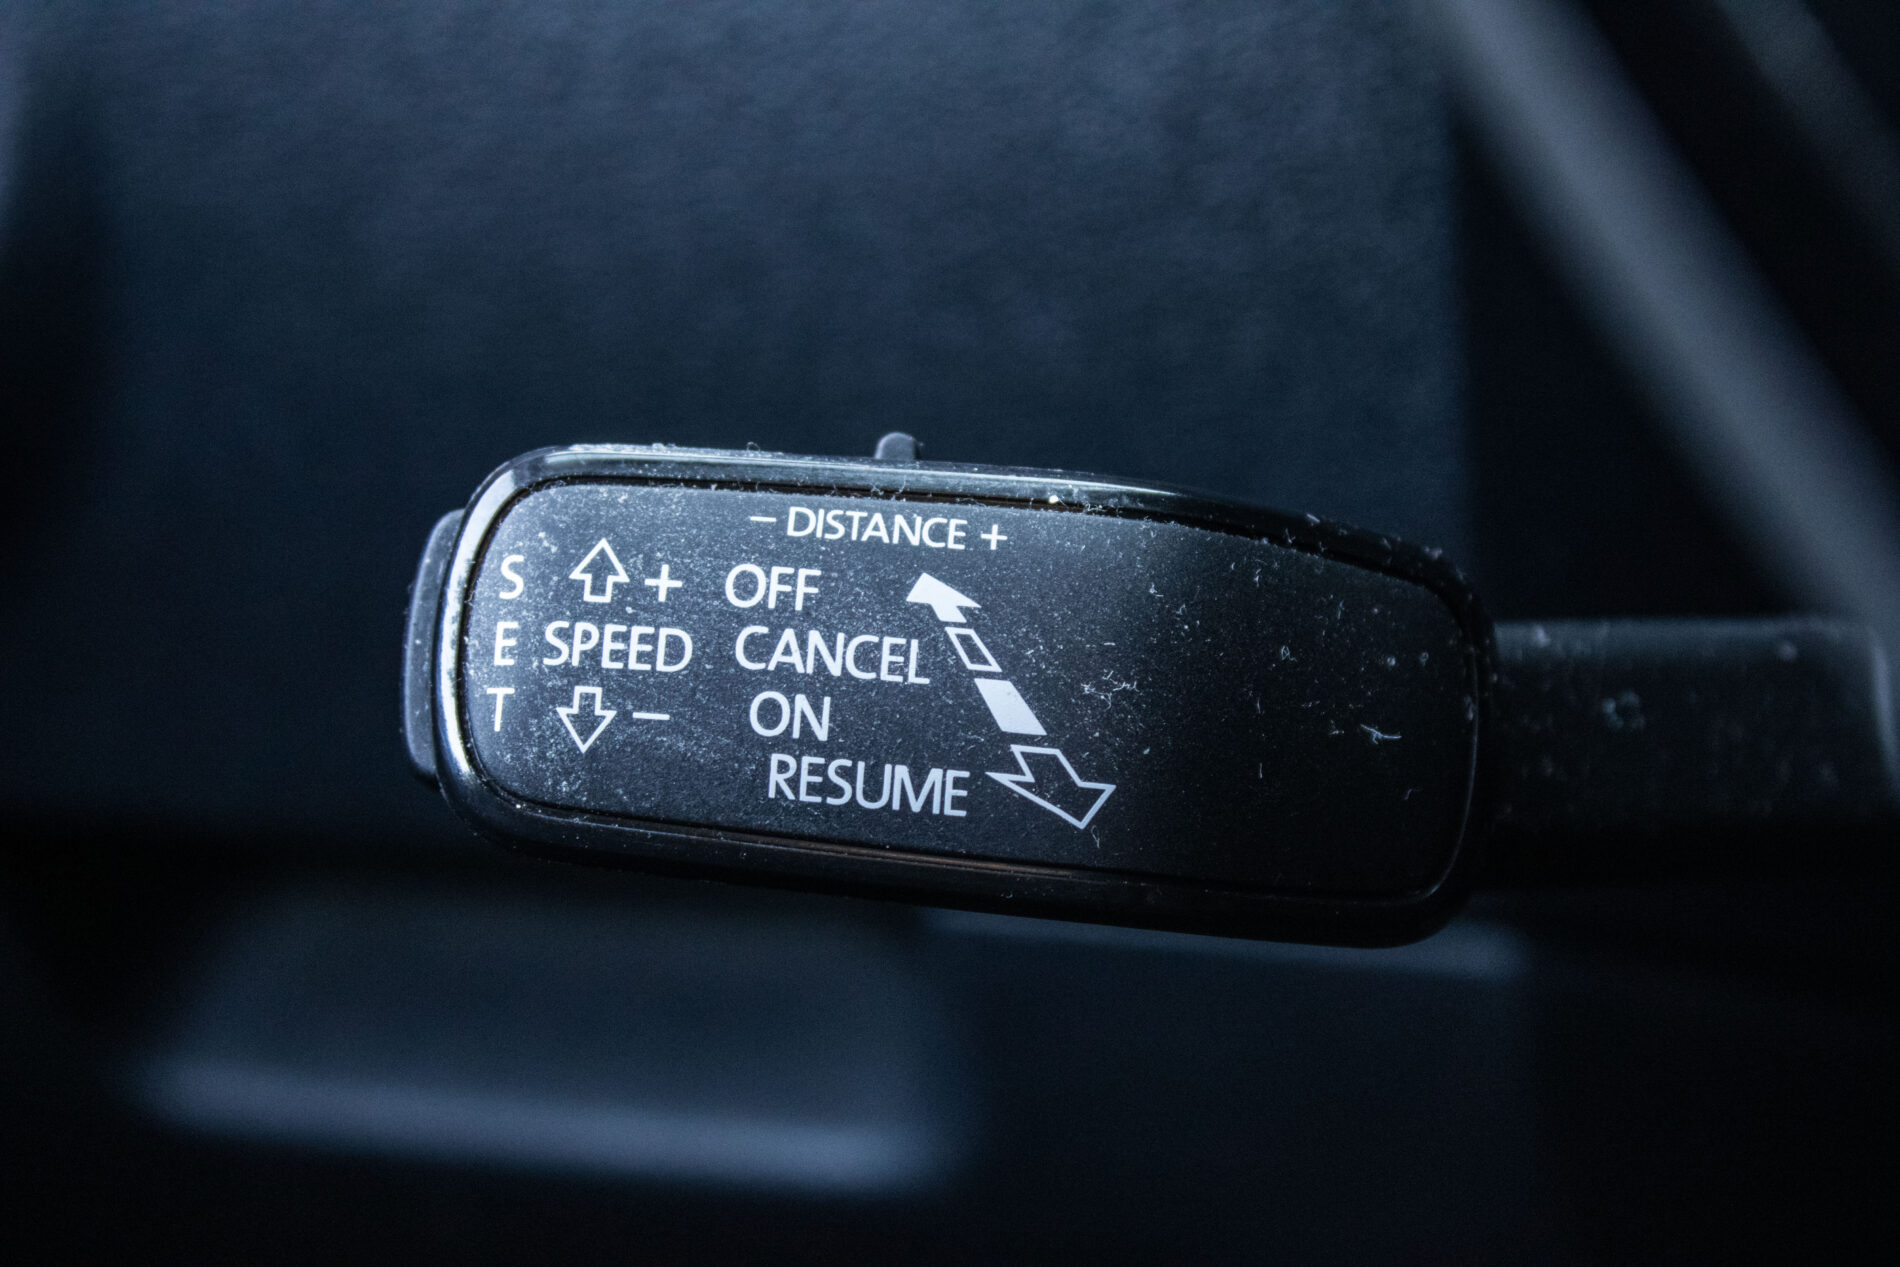 – DISTANCE +
S + OFF
E SPEED CANCEL
T – ON
RESUME